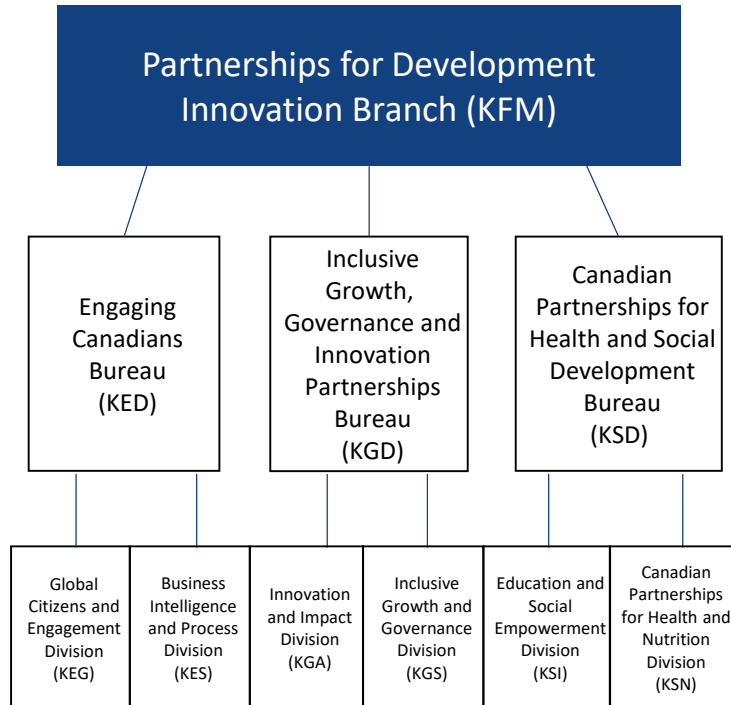 Partnerships for Development
Innovation Branch (KFM)
Engaging
Canadians
Bureau
(KED)
Inclusive
Growth,
Governance and
Innovation
Partnerships
Bureau
(KGD)
Canadian
Partnerships for
Health and Social
Development
Bureau
(KSD)
Global
Citizens and
Engagement
Division
(KEG)
Business
Intelligence
and Process
Division
(KES)
Innovation
and Impact
Division
(KGA)
Inclusive
Growth and
Governance
Division
(KGS)
Education and
Social
Empowerment
Division
(KSI)
Canadian
Partnerships
for Health and
Nutrition
Division
(KSN)